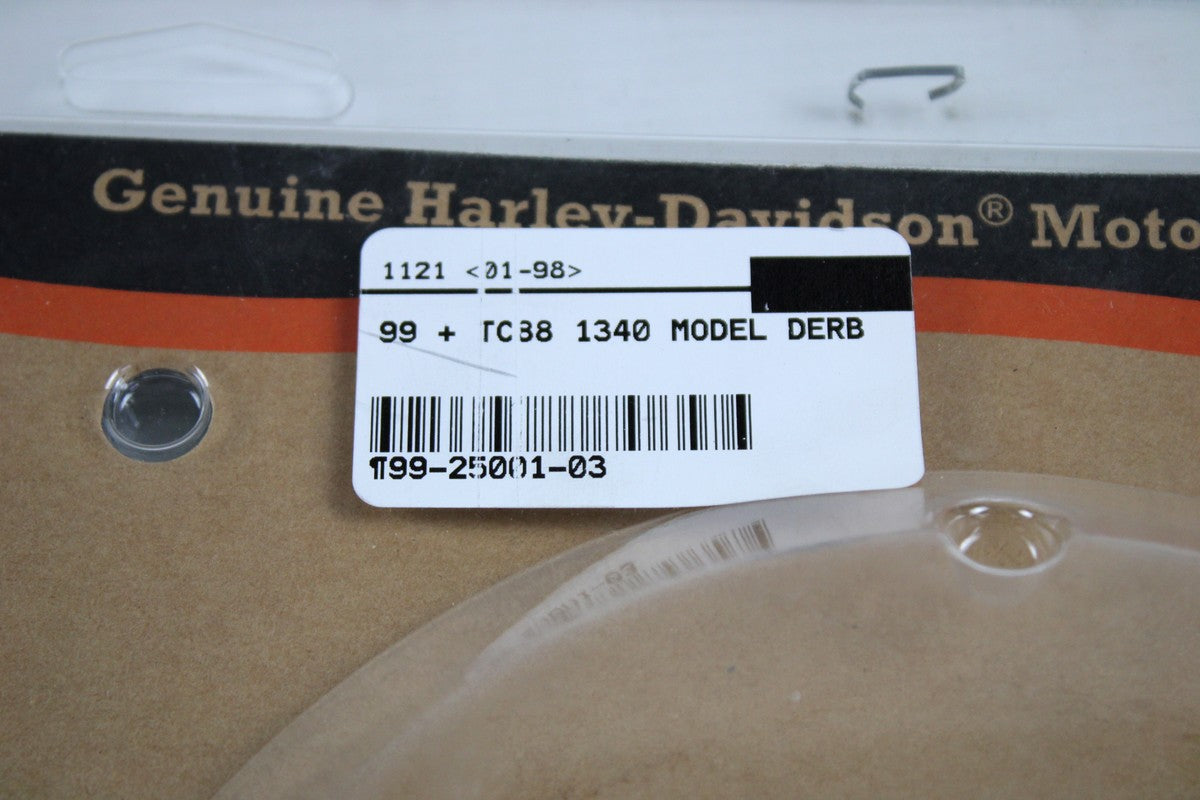 Genuine Harley-Davidson® Moto
1121 <01-98>
99 + TC88 1340 MODEL DERB
¶99-25001-03